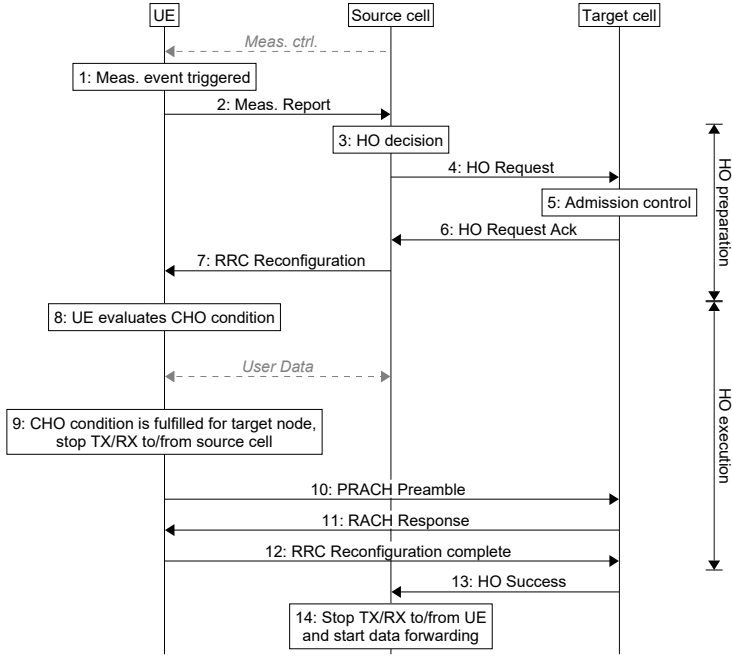 UE
Source cell
Target cell
Meas. ctrl.
1: Meas. event triggered
2: Meas. Report
3: HO decision
4: HO Request
5: Admission control
6: HO Request Ack
7: RRC Reconfiguration
HO preparation
8: UE evaluates CHO condition
User Data
9: CHO condition is fulfilled for target node,
stop TX/RX to/from source cell
HO execution
10: PRACH Preamble
11: RACH Response
12: RRC Reconfiguration complete
13: HO Success
14: Stop TX/RX to/from UE
and start data forwarding